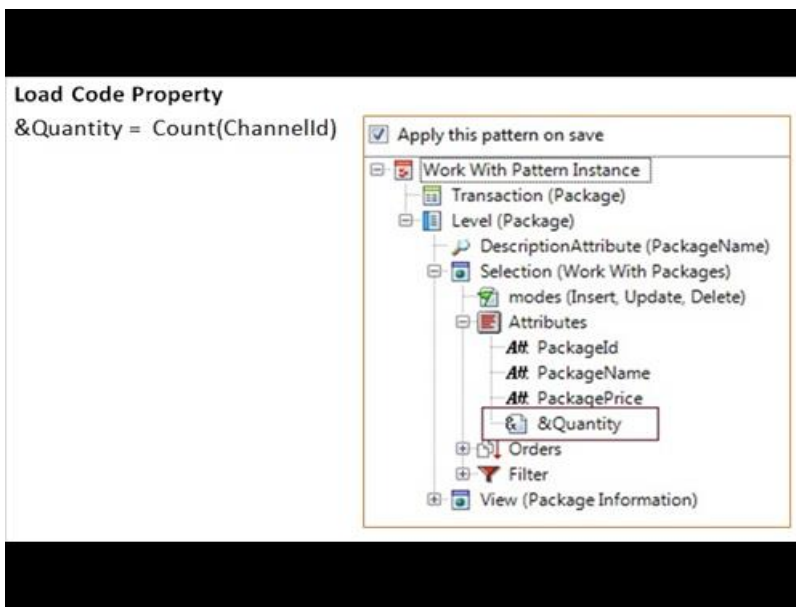 Load Code Property
&Quantity = Count(ChannelId)
Apply this pattern on save
Work With Pattern Instance
Transaction (Package)
Level (Package)
DescriptionAttribute (PackageName)
Selection (Work With Packages)
modes (Insert, Update, Delete)
Attributes
Att PackageId
Att PackageName
Att PackagePrice
&Quantity
Orders
Filter
View (Package Information)